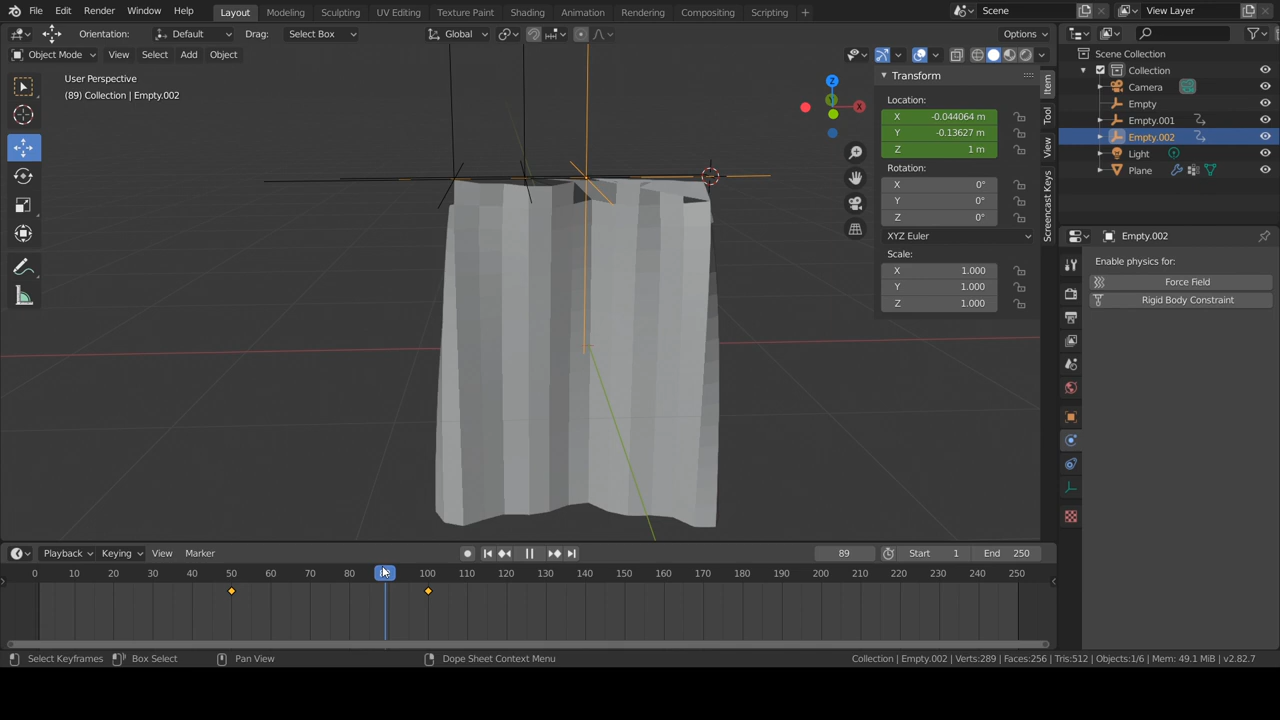 File Edit Render Window Help Layout Modeling Sculpting UV Editing Texture Paint Shading Animation Rendering Compositing Scripting + Scene View Layer
Orientation: Default Drag: Select Box Global Options
Object Mode View Select Add Object
User Perspective
(89) Collection | Empty.002
Z
X
Transform
Location:
X -0.044064 m
Y -0.13627 m
Z 1 m
Rotation:
X 0°
Y 0°
Z 0°
XYZ Euler
Scale:
X 1.000
Y 1.000
Z 1.000
Item
Tool
View
Screencast Keys
Scene Collection
Collection
Camera
Empty
Empty.001
Empty.002
Light
Plane
Empty.002
Enable physics for:
Force Field
Rigid Body Constraint
Playback Keying View Marker 89 Start 1 End 250
0 10 20 30 40 50 60 70 80 100 110 120 130 140 150 160 170 180 190 200 210 220 230 240 250
Select Keyframes Box Select Pan View Dope Sheet Context Menu Collection | Empty.002 | Verts:289 | Faces:256 | Tris:512 | Objects:1/6 | Mem: 49.1 MiB | v2.82.7